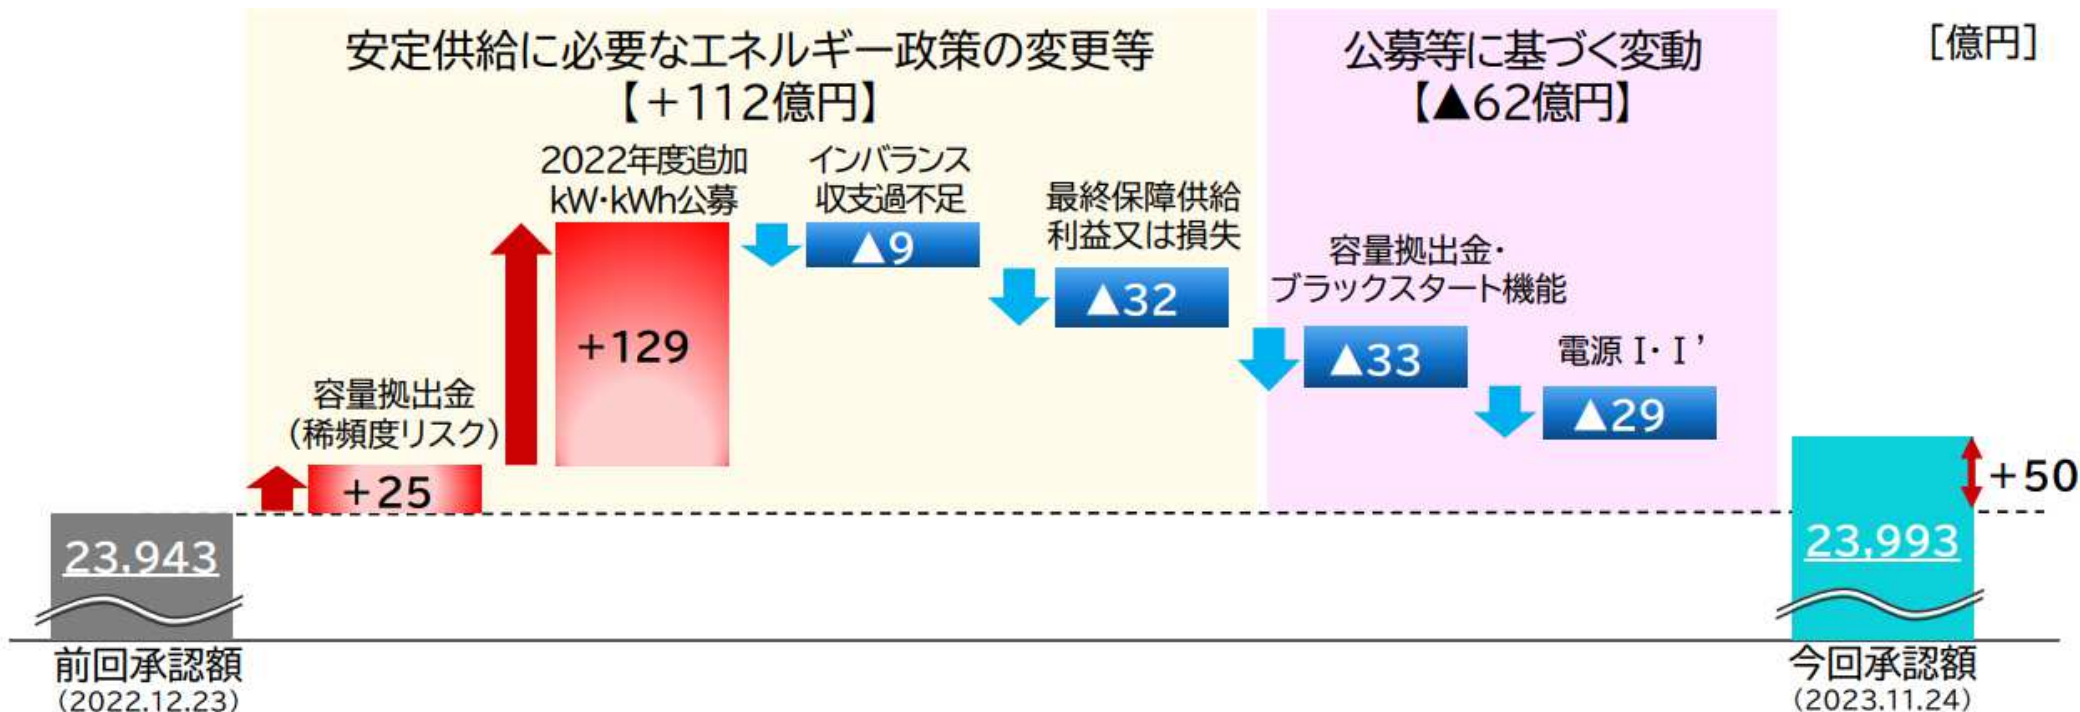 安定供給に必要なエネルギー政策の変更等
【+112億円】
公募等に基づく変動
【▲62億円】
[億円]
容量拠出金
(稀頻度リスク)
+25
2022年度追加
kW・kWh公募
+129
インバランス
収支過不足
▲9
最終保障供給
利益又は損失
▲32
容量拠出金・
ブラックスタート機能
▲33
電源Ⅰ・Ⅰ’
▲29
+50
23,943
23,993
前回承認額
(2022.12.23)
今回承認額
(2023.11.24)